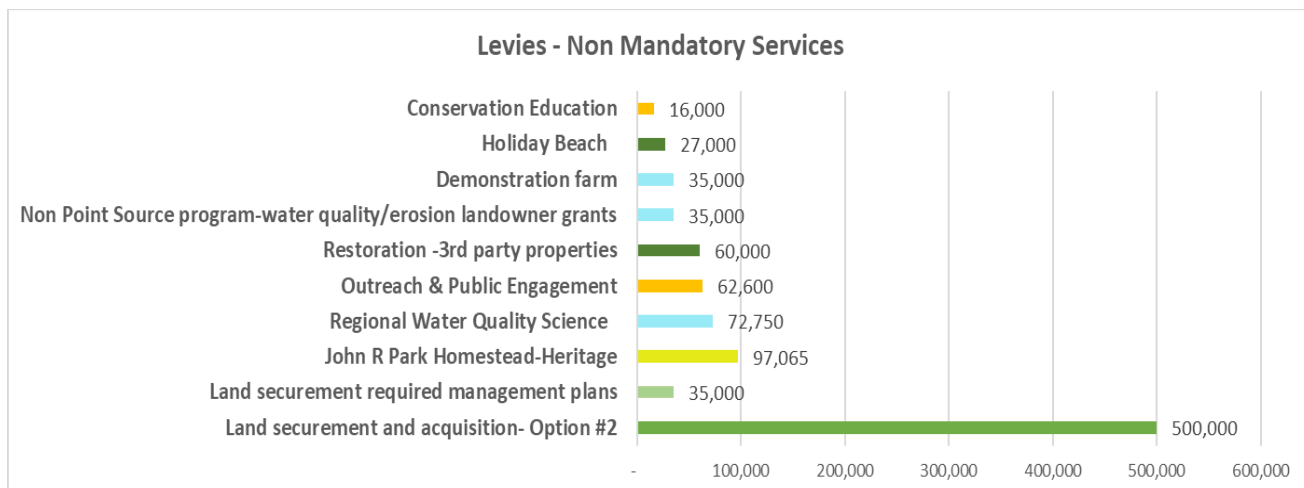 Levies - Non Mandatory Services
Conservation Education 16,000
Holiday Beach 27,000
Demonstration farm 35,000
Non Point Source program-water quality/erosion landowner grants 35,000
Restoration -3rd party properties 60,000
Outreach & Public Engagement 62,600
Regional Water Quality Science 72,750
John R Park Homestead-Heritage 97,065
Land securement required management plans 35,000
Land securement and acquisition- Option #2 500,000
- 100,000 200,000 300,000 400,000 500,000 600,000